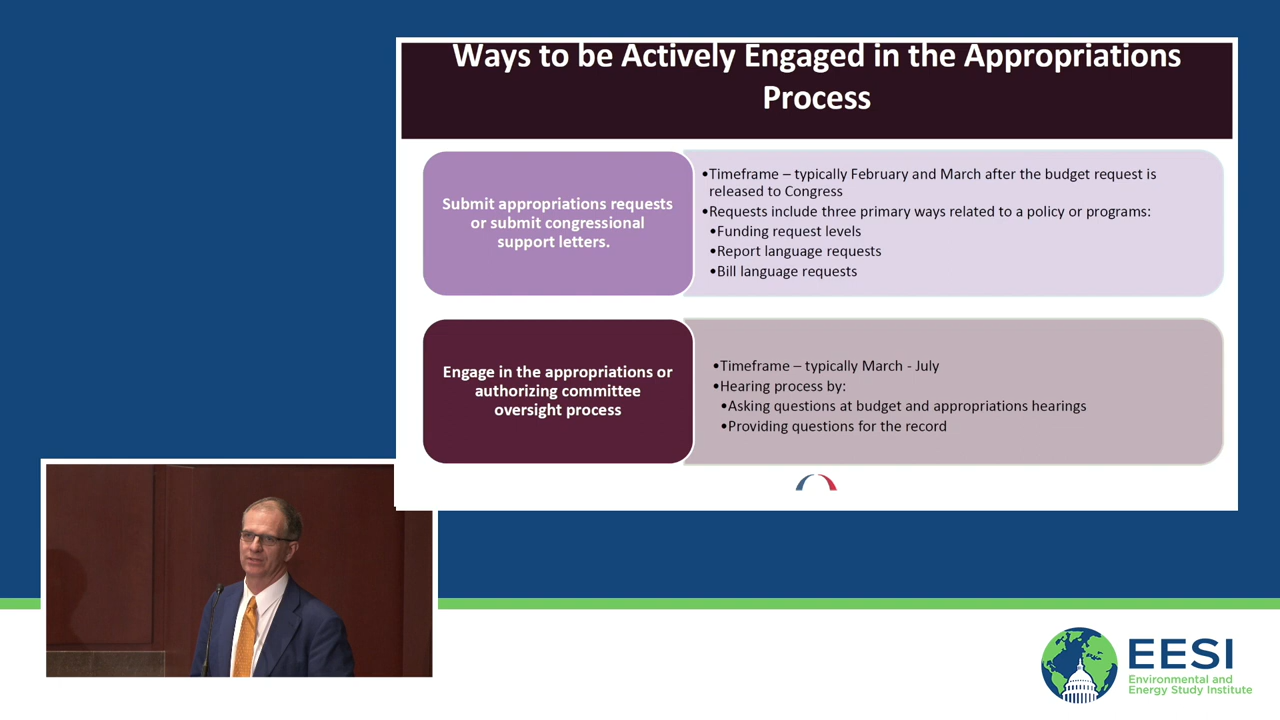 Ways to be Actively Engaged in the Appropriations
Process
Submit appropriations requests
or submit congressional
support letters.
•Timeframe – typically February and March after the budget request is
released to Congress
•Requests include three primary ways related to a policy or programs:
•Funding request levels
•Report language requests
•Bill language requests
Engage in the appropriations or
authorizing committee
oversight process
•Timeframe – typically March - July
•Hearing process by:
•Asking questions at budget and appropriations hearings
•Providing questions for the record
EESI
Environmental and
Energy Study Institute